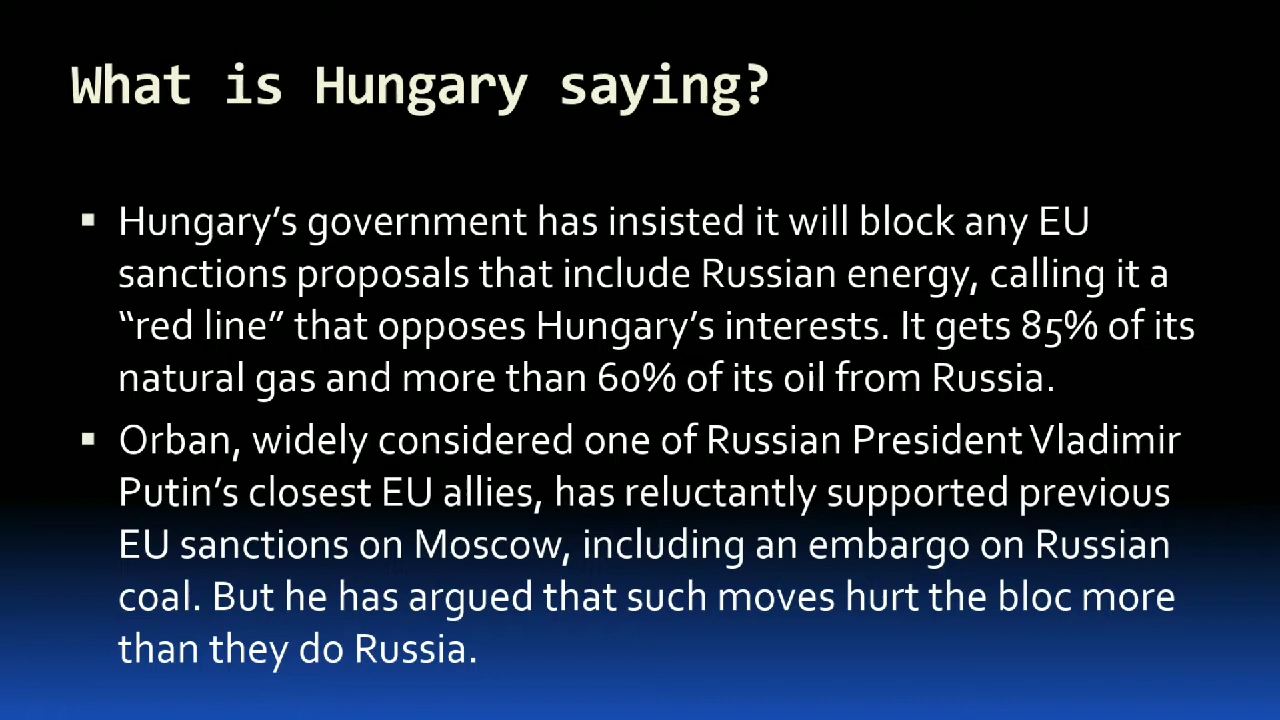 What is Hungary saying?
▪ Hungary’s government has insisted it will block any EU
sanctions proposals that include Russian energy, calling it a
“red line” that opposes Hungary’s interests. It gets 85% of its
natural gas and more than 60% of its oil from Russia.
▪ Orban, widely considered one of Russian President Vladimir
Putin’s closest EU allies, has reluctantly supported previous
EU sanctions on Moscow, including an embargo on Russian
coal. But he has argued that such moves hurt the bloc more
than they do Russia.